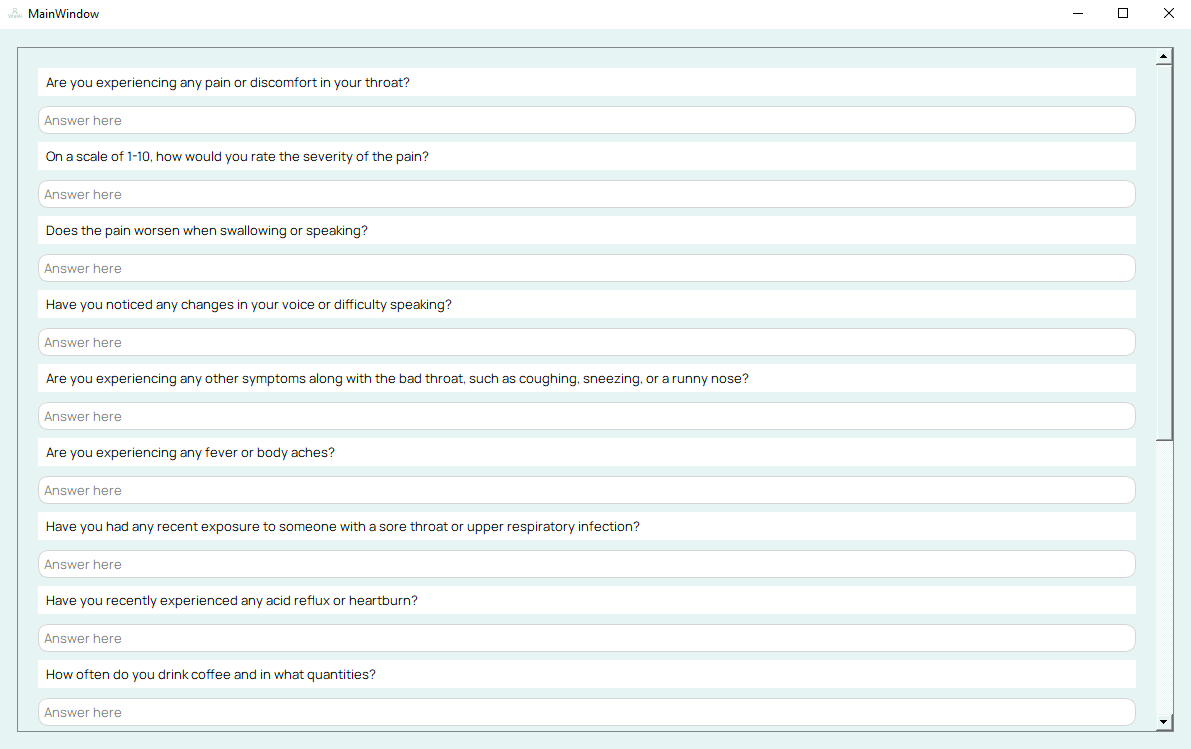 MainWindow
Are you experiencing any pain or discomfort in your throat?
Answer here
On a scale of 1-10, how would you rate the severity of the pain?
Answer here
Does the pain worsen when swallowing or speaking?
Answer here
Have you noticed any changes in your voice or difficulty speaking?
Answer here
Are you experiencing any other symptoms along with the bad throat, such as coughing, sneezing, or a runny nose?
Answer here
Are you experiencing any fever or body aches?
Answer here
Have you had any recent exposure to someone with a sore throat or upper respiratory infection?
Answer here
Have you recently experienced any acid reflux or heartburn?
Answer here
How often do you drink coffee and in what quantities?
Answer here